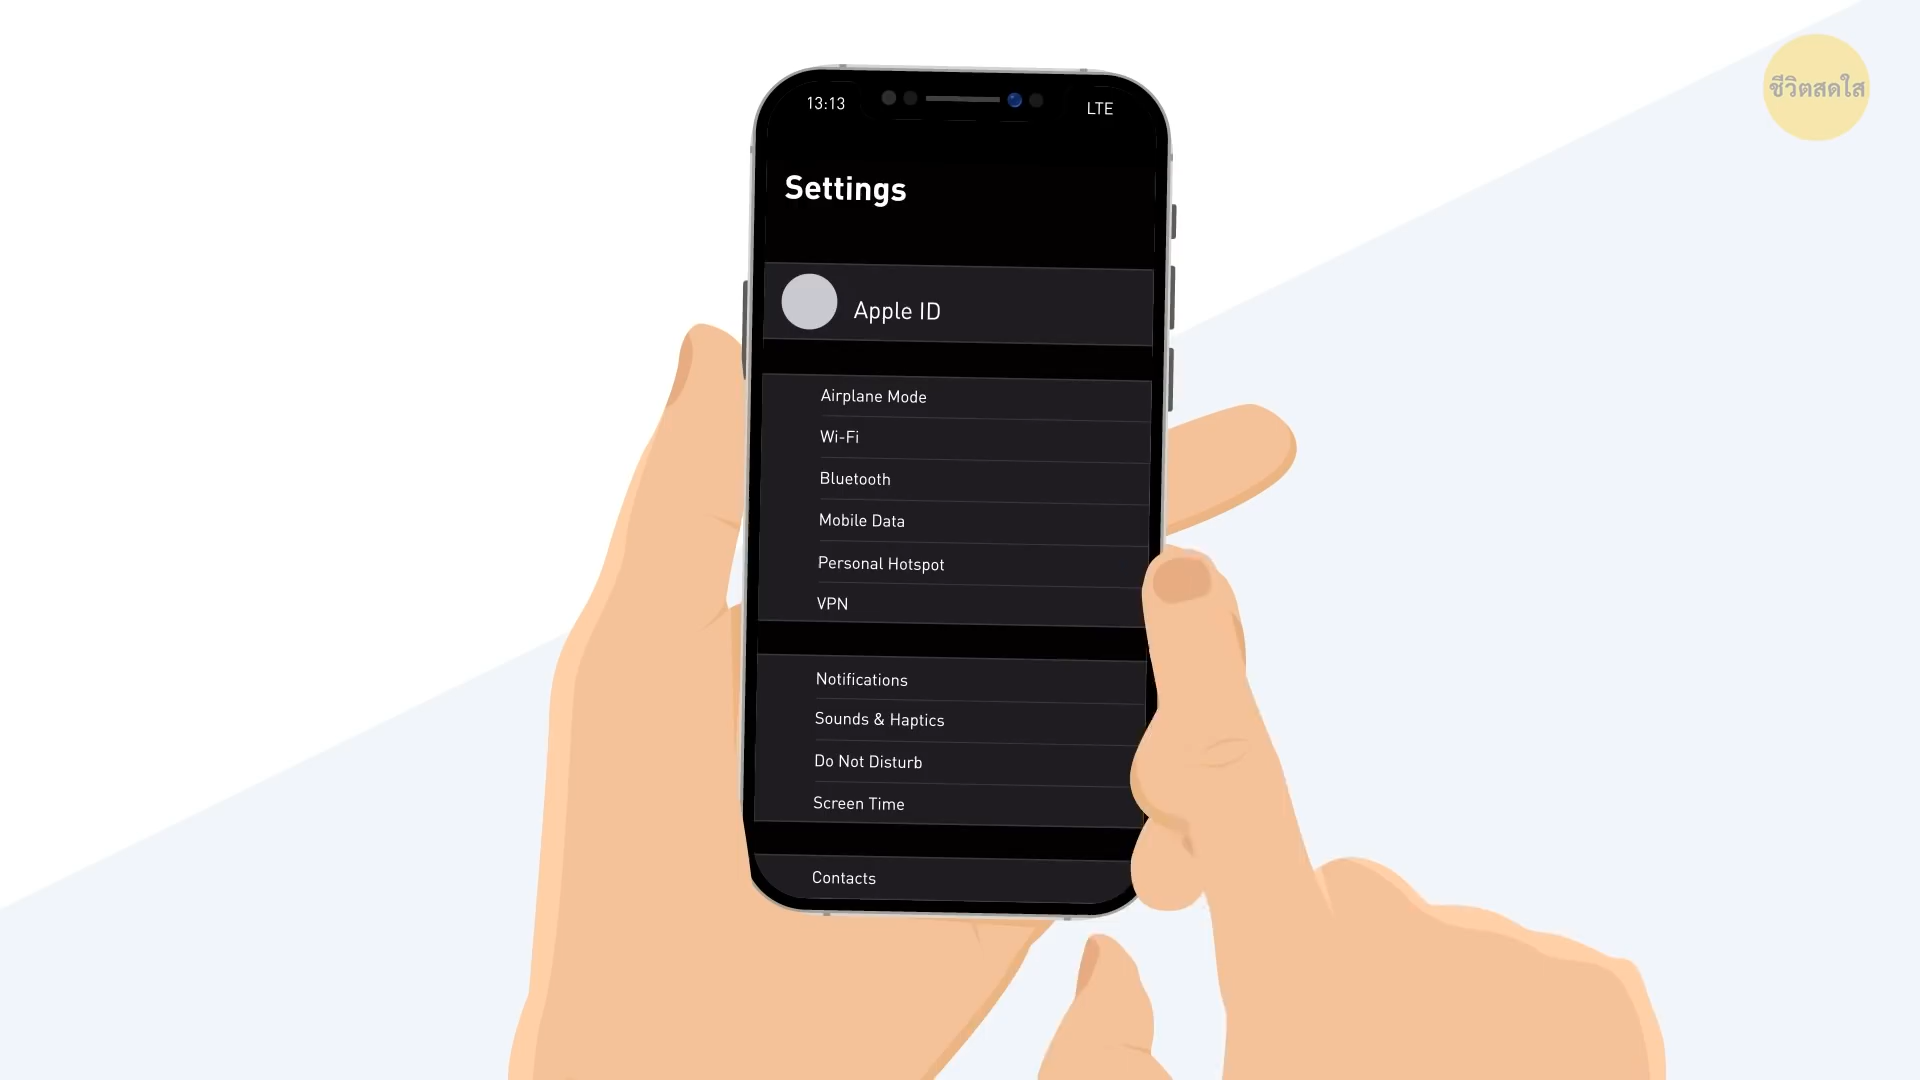 ชีวิตสดใส
13:13
LTE
Settings
Apple ID
Airplane Mode
Wi-Fi
Bluetooth
Mobile Data
Personal Hotspot
VPN
Notifications
Sounds & Haptics
Do Not Disturb
Screen Time
Contacts